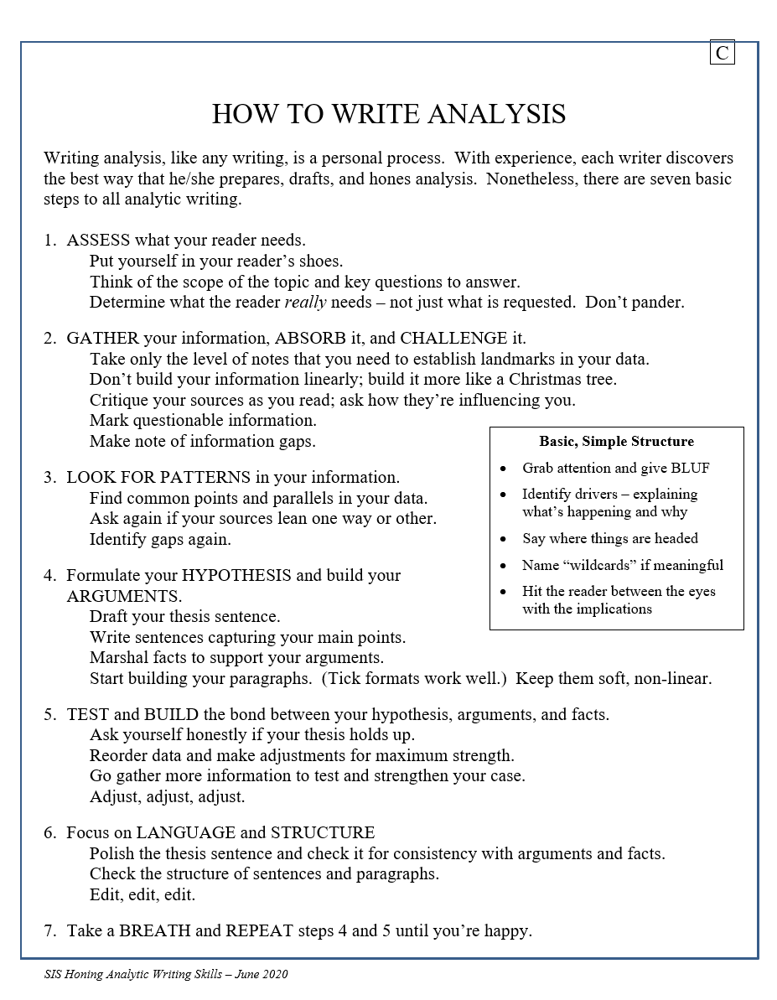 C
HOW TO WRITE ANALYSIS
Writing analysis, like any writing, is a personal process.  With experience, each writer discovers
the best way that he/she prepares, drafts, and hones analysis.  Nonetheless, there are seven basic
steps to all analytic writing.
1.  ASSESS what your reader needs.
Put yourself in your reader’s shoes.
Think of the scope of the topic and key questions to answer.
Determine what the reader really needs – not just what is requested.  Don’t pander.
2.  GATHER your information, ABSORB it, and CHALLENGE it.
Take only the level of notes that you need to establish landmarks in your data.
Don’t build your information linearly; build it more like a Christmas tree.
Critique your sources as you read; ask how they’re influencing you.
Mark questionable information.
Make note of information gaps.
3.  LOOK FOR PATTERNS in your information.
Find common points and parallels in your data.
Ask again if your sources lean one way or other.
Identify gaps again.
4.  Formulate your HYPOTHESIS and build your
ARGUMENTS.
Draft your thesis sentence.
Write sentences capturing your main points.
Marshal facts to support your arguments.
Start building your paragraphs.  (Tick formats work well.)  Keep them soft, non-linear.
Basic, Simple Structure
• Grab attention and give BLUF
• Identify drivers – explaining
what’s happening and why
• Say where things are headed
• Name “wildcards” if meaningful
• Hit the reader between the eyes
with the implications
5.  TEST and BUILD the bond between your hypothesis, arguments, and facts.
Ask yourself honestly if your thesis holds up.
Reorder data and make adjustments for maximum strength.
Go gather more information to test and strengthen your case.
Adjust, adjust, adjust.
6.  Focus on LANGUAGE and STRUCTURE
Polish the thesis sentence and check it for consistency with arguments and facts.
Check the structure of sentences and paragraphs.
Edit, edit, edit.
7.  Take a BREATH and REPEAT steps 4 and 5 until you’re happy.
SIS Honing Analytic Writing Skills – June 2020